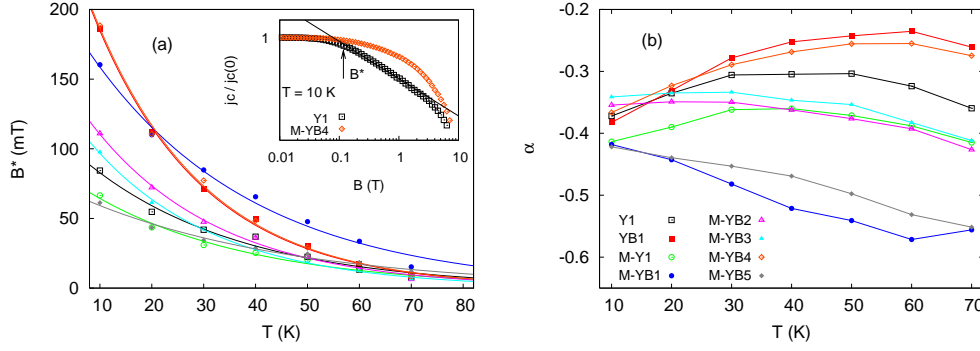 200
150
100
50
0
B* (mT)
10
20
30
40
50
60
70
80
T (K)
(a)
jc / jc(0)
1
B*
T = 10 K
Y1
M-YB4
0.01
0.1
1
10
B (T)
-0.2
-0.3
-0.4
-0.5
-0.6
α
10
20
30
40
50
60
70
T (K)
(b)
Y1
YB1
M-Y1
M-YB1
M-YB2
M-YB3
M-YB4
M-YB5